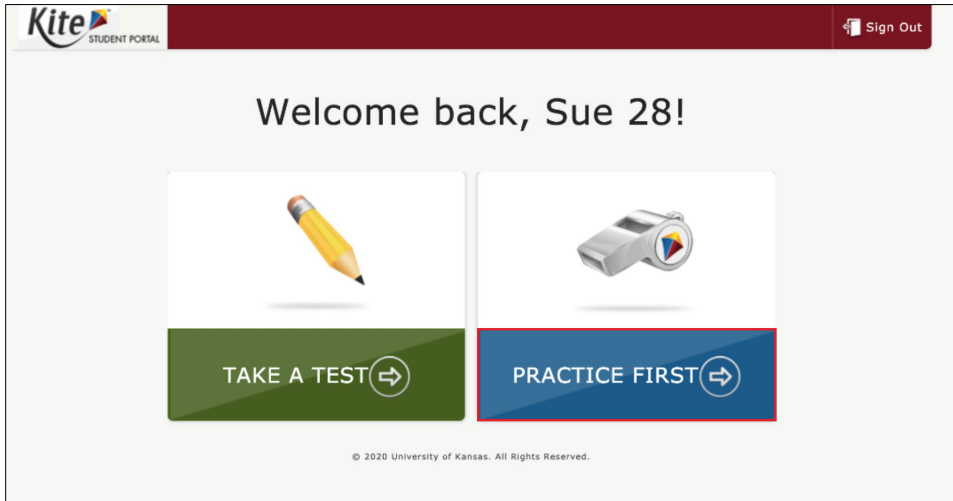 Kite
STUDENT PORTAL
Sign Out
Welcome back, Sue 28!
TAKE A TEST
PRACTICE FIRST
© 2020 University of Kansas. All Rights Reserved.